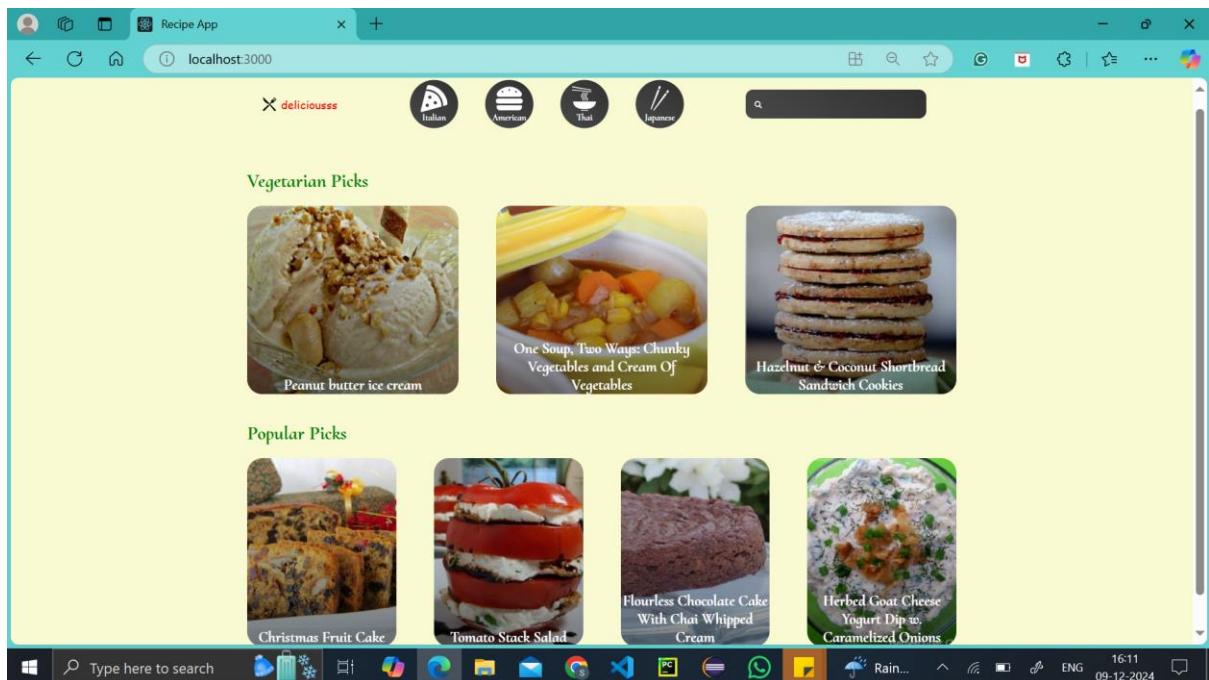 Recipe App
localhost:3000
deliciousss
Italian
American
Thai
Japanese
Vegetarian Picks
Peanut butter ice cream
One Soup, Two Ways: Chunky
Vegetables and Cream Of
Vegetables
Hazelnut & Coconut Shortbread
Sandwich Cookies
Popular Picks
Christmas Fruit Cake
Tomato Stack Salad
Flourless Chocolate Cake
With Chai Whipped
Cream
Herbed Goat Cheese
Yogurt Dip w.
Caramelized Onions
Type here to search
PC
Rain...
ENG
16:11
09-12-2024